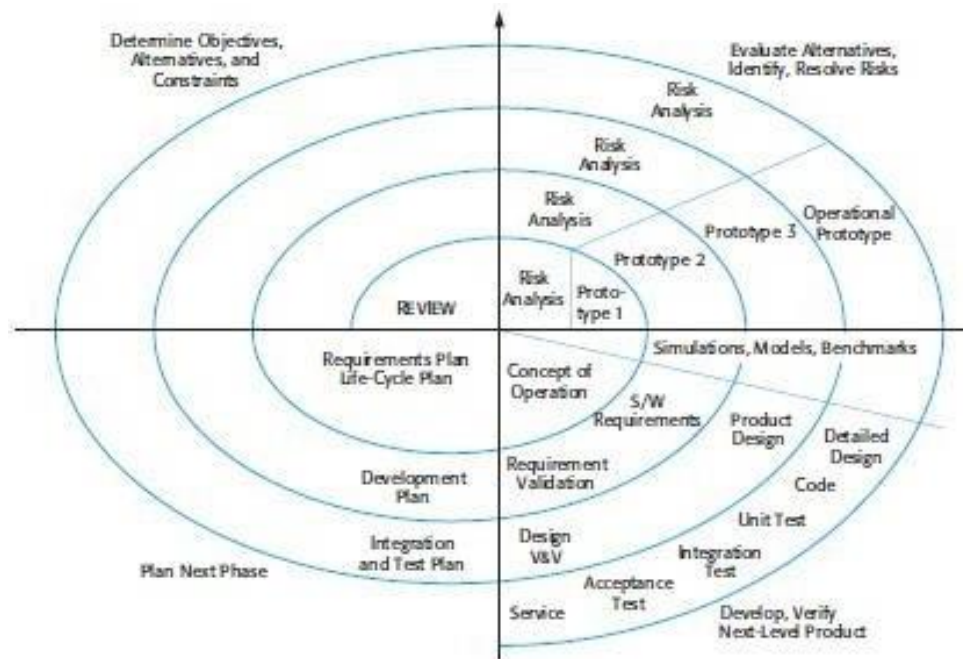 Determine Objectives,
Alternatives, and
Constraints
Evaluate Alternatives,
Identify, Resolve Risks
Risk
Analysis
Risk
Analysis
Risk
Analysis
Operational
Prototype
Prototype 3
Prototype 2
Risk
Analysis
Proto-
type 1
REVIEW
Simulations, Models, Benchmarks
Requirements Plan
Life-Cycle Plan
Concept of
Operation
S/W
Requirements
Product
Design
Detailed
Design
Development
Plan
Requirement
Validation
Code
Unit Test
Integration
and Test Plan
Design
V&V
Integration
Test
Plan Next Phase
Acceptance
Test
Service
Develop, Verify
Next-Level Product